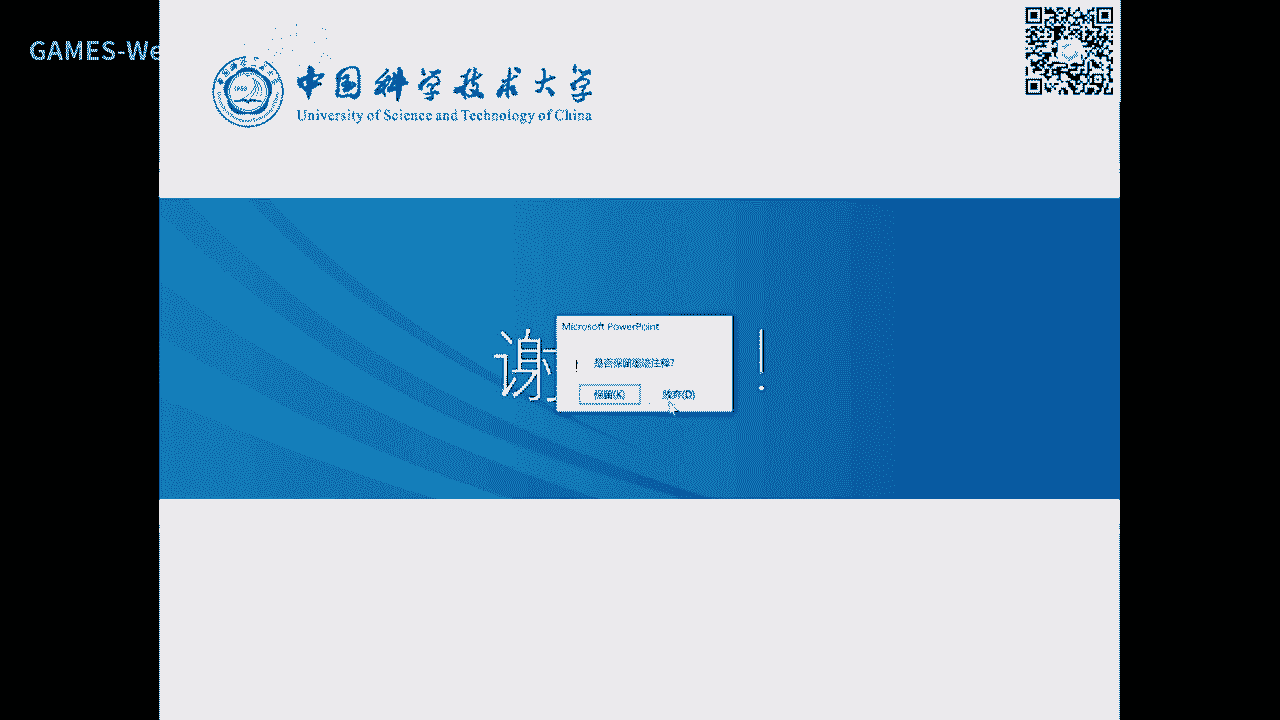 GAMES-We
中国科学技术大学
University of Science and Technology of China
谢
!
Microsoft PowerPoint
是否保留墨迹注释?
保留(K)
放弃(D)